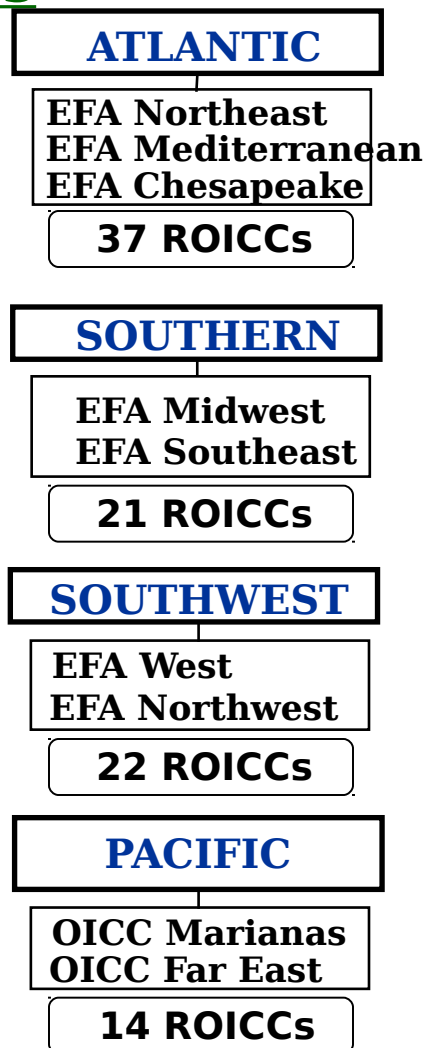 ATLANTIC
EFA Northeast
EFA Mediterranean
EFA Chesapeake
37 ROICCs
SOUTHERN
EFA Midwest
EFA Southeast
21 ROICCs
SOUTHWEST
EFA West
EFA Northwest
22 ROICCs
PACIFIC
OICC Marianas
OICC Far East
14 ROICCs